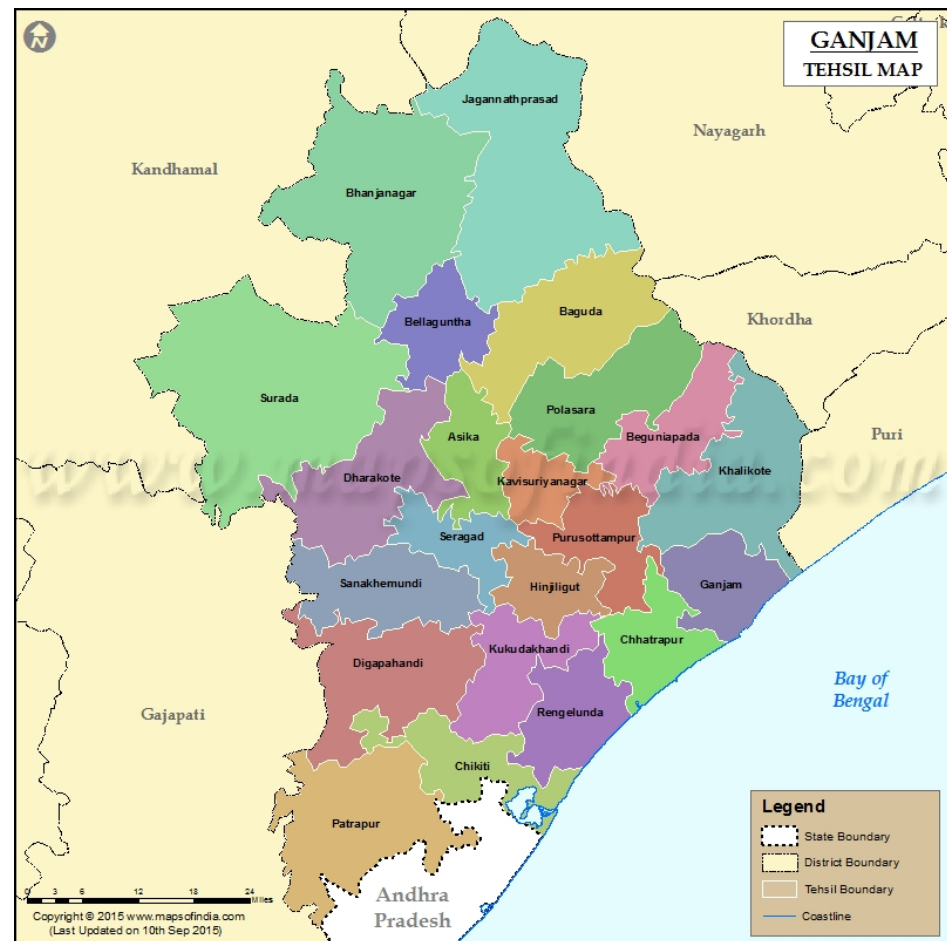 GANJAM
TEHSIL MAP
N
Jagannathprasad
Nayagarh
Kandhamal
Bhanjanagar
Baguda
Khordha
Bellaguntha
Surada
Polasara
Asika
Beguniapada
Puri
Khalikote
Dharakote
Kavisuriyanagar
www.mapsofindia.com
Seragad
Purusottampur
Sanakhemundi
Hinjiligut
Ganjam
Chhatrapur
Kukudakhandi
Digapahandi
Bay of
Bengal
Gajapati
Rengelunda
Chikiti
Patrapur
Andhra
Pradesh
Legend
State Boundary
District Boundary
Tehsil Boundary
Coastline
0 3 6 12 18 24
Miles
Copyright © 2015 www.mapsofindia.com
(Last Updated on 10th Sep 2015)